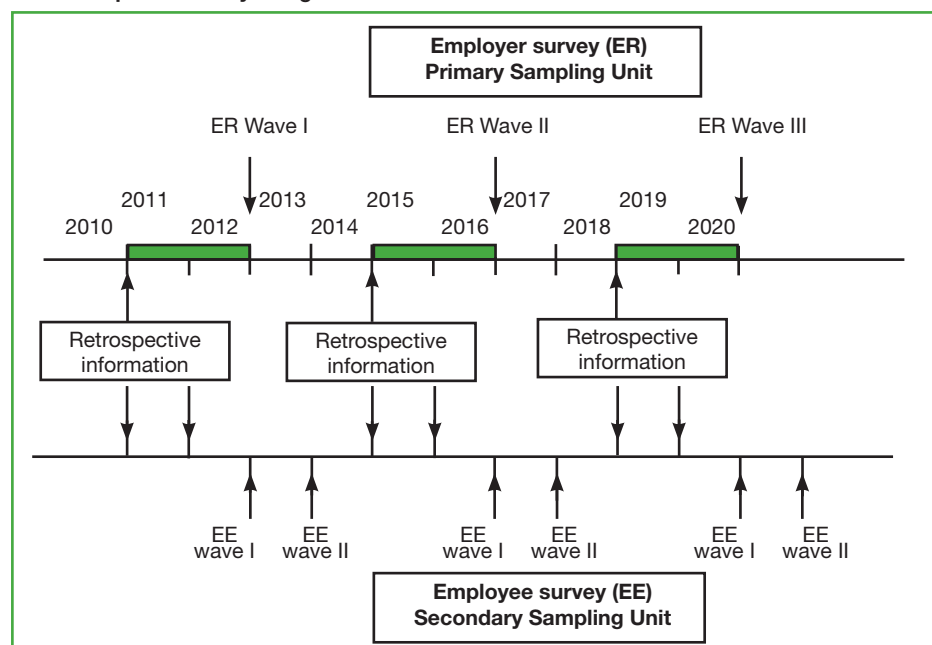 Employer survey (ER)
Primary Sampling Unit
ER Wave I
ER Wave II
ER Wave III
2011
2013
2015
2017
2019
2010
2012
2014
2016
2018
2020
Retrospective
information
Retrospective
information
Retrospective
information
EE
wave I
EE
wave II
EE
wave I
EE
wave II
EE
wave I
EE
wave II
Employee survey (EE)
Secondary Sampling Unit